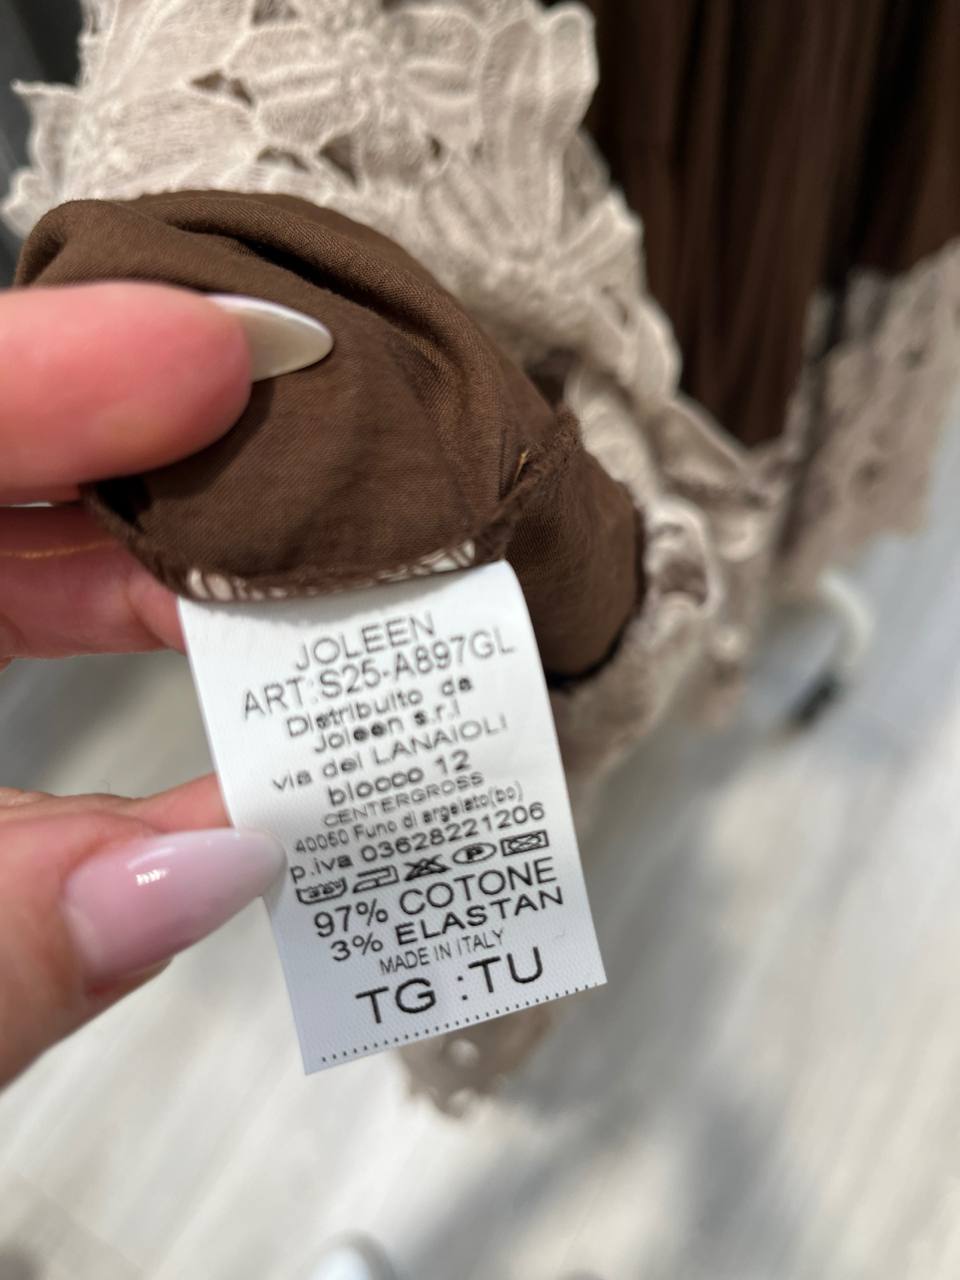 JOLEEN
ART:S25-A897GL
Distribuito da
Joleen s.r.l
via dei LANAIOLI
blocco 12
CENTERGROSS
40050 Funo di argelato(bo)
p.iva 03628221206
97% COTONE
3% ELASTAN
MADE IN ITALY
TG :TU